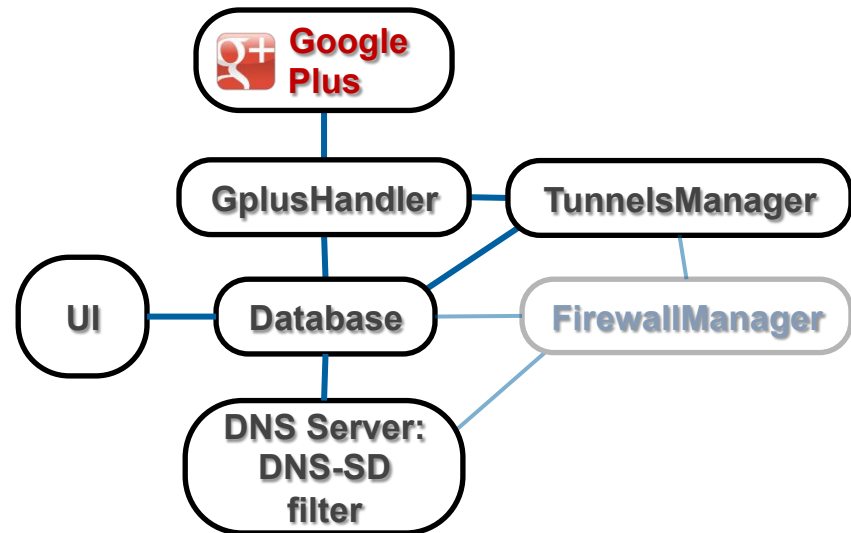 g+ Google
Plus
GplusHandler
TunnelsManager
UI
Database
FirewallManager
DNS Server:
DNS-SD
filter